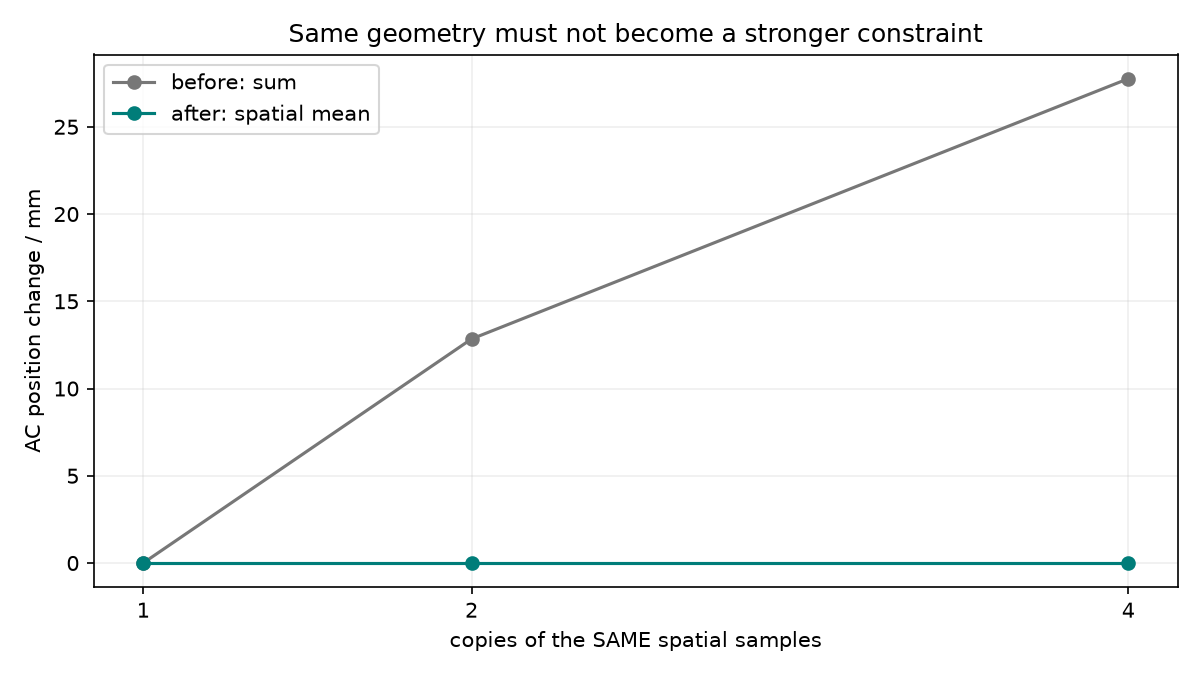 Same geometry must not become a stronger constraint
before: sum
after: spatial mean
AC position change / mm
25
20
15
10
5
0
1
2
4
copies of the SAME spatial samples